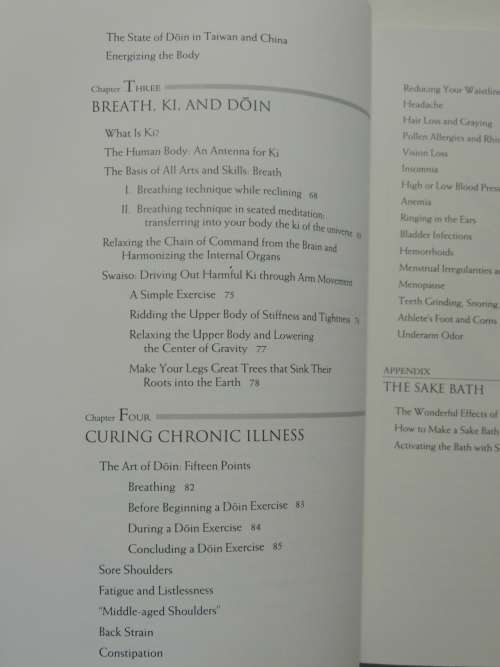 The State of Dōin in Taiwan and China
Energizing the Body
Chapter THREE
BREATH, KI, AND DŌIN
What Is Ki?
The Human Body: An Antenna for Ki
The Basis of All Arts and Skills: Breath
I. Breathing technique while reclining 68
II. Breathing technique in seated meditation:
transferring into your body the ki of the universe
Relaxing the Chain of Command from the Brain and
Harmonizing the Internal Organs
Swaiso: Driving Out Harmful Ki through Arm Movement
A Simple Exercise 75
Ridding the Upper Body of Stiffness and Tightness
Relaxing the Upper Body and Lowering
the Center of Gravity 77
Make Your Legs Great Trees that Sink Their
Roots into the Earth 78
Chapter FOUR
CURING CHRONIC ILLNESS
The Art of Dōin: Fifteen Points
Breathing 82
Before Beginning a Dōin Exercise 83
During a Dōin Exercise 84
Concluding a Dōin Exercise 85
Sore Shoulders
Fatigue and Listlessness
"Middle-aged Shoulders"
Back Strain
Constipation
Reducing Your Waistline
Headache
Hair Loss and Graying
Pollen Allergies and
Vision Loss
Insomnia
High or Low Blood
Anemia
Ringing in the Ears
Bladder Infections
Hemorrhoids
Menstrual Irregularities
Menopause
Teeth Grinding, Snoring,
Athlete's Foot and Corns
Underarm Odor
APPENDIX
THE SAKE BATH
The Wonderful Effects of
How to Make a Sake Bath
Activating the Bath with